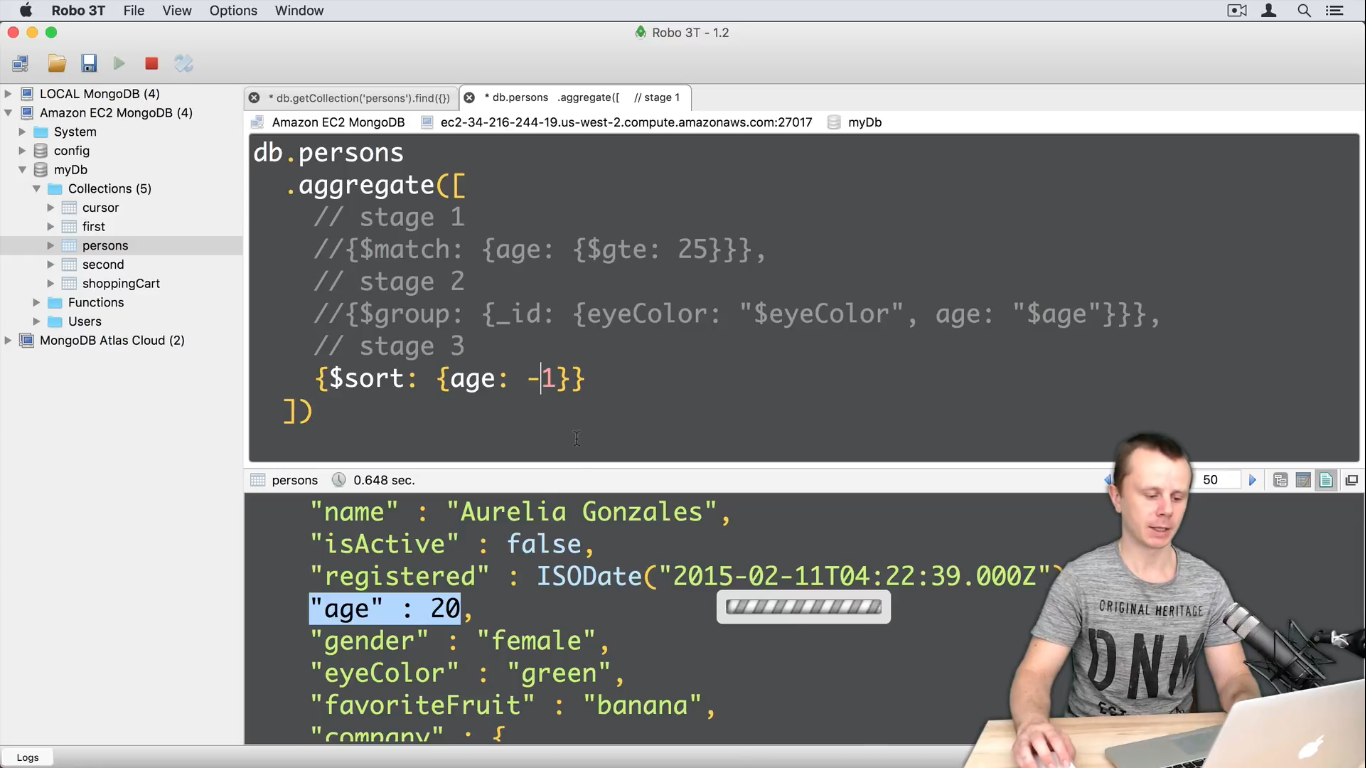 Robo 3T File View Options Window
Robo 3T - 1.2
LOCAL MongoDB (4)
Amazon EC2 MongoDB (4)
System
config
myDb
Collections (5)
cursor
first
persons
second
shoppingCart
Functions
Users
MongoDB Atlas Cloud (2)
* db.getCollection('persons').find({}) * db.persons .aggregate([ // stage 1
Amazon EC2 MongoDB ec2-34-216-244-19.us-west-2.compute.amazonaws.com:27017 myDb
db.persons
.aggregate([
// stage 1
//{$match: {age: {$gte: 25}}},
// stage 2
//{$group: {_id: {eyeColor: "$eyeColor", age: "$age"}}},
// stage 3
{$sort: {age: -1}}
])
persons 0.648 sec. 50
"name" : "Aurelia Gonzales",
"isActive" : false,
"registered" : ISODate("2015-02-11T04:22:39.000Z")
"age" : 20,
"gender" : "female",
"eyeColor" : "green",
"favoriteFruit" : "banana",
"company" : {
ORIGINAL HERITAGE
DNM
Logs